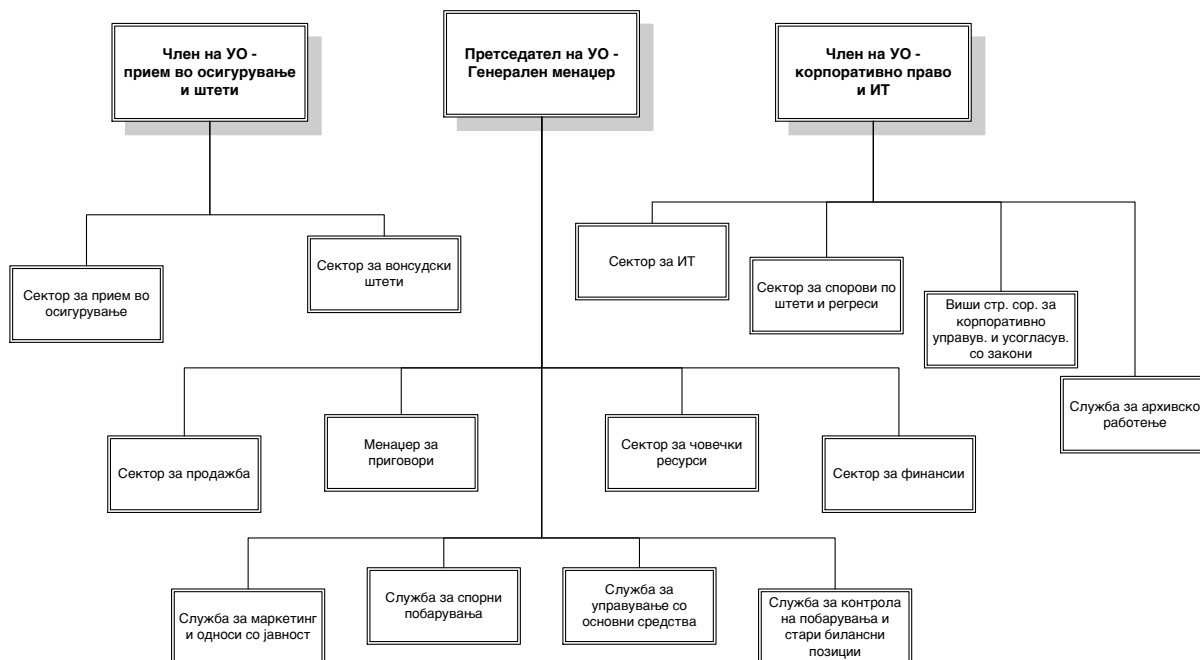 Член на УО -
прием во осигурување
и штети
Претседател на УО -
Генерален менаџер
Член на УО -
корпоративно право
и ИТ
Сектор за прием во
осигурување
Сектор за вонсудски
штети
Сектор за ИТ
Сектор за спорови по
штети и регреси
Виши стр. сор. за
корпоративно
управув. и усогласув.
со закони
Служба за архивско
работење
Сектор за продажба
Менаџер за
приговори
Сектор за човечки
ресурси
Сектор за финансии
Служба за маркетинг
и односи со јавност
Служба за спорни
побарувања
Служба за
управување со
основни средства
Служба за контрола
на побарувања и
стари билансни
позиции